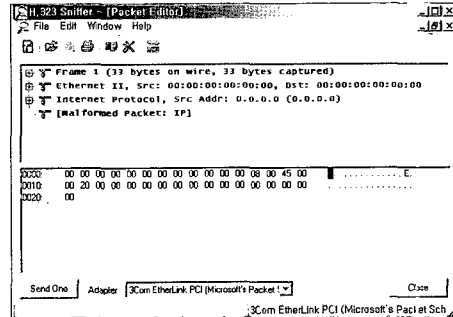 H.323 Sniffer - [Packet Editor]
File Edit Window Help
Frame 1 (33 bytes on wire, 33 bytes captured)
Ethernet II, Src: 00:00:00:00:00:00, Dst: 00:00:00:00:00:00
Internet Protocol, Src Addr: 0.0.0.0 (0.0.0.0)
[Malformed Packet: IP]
0000: 00 00 00 00 00 00 00 00 00 00 00 00 08 00 45 00 ............E.
0010: 00 20 00 00 00 00 00 00 00 00 00 00 00 00 00 00 ................
0020: 00
Send One Adapter 3Com EtherLink PCI (Microsoft's Packet Close
3Com EtherLink PCI (Microsoft's Packet Sch